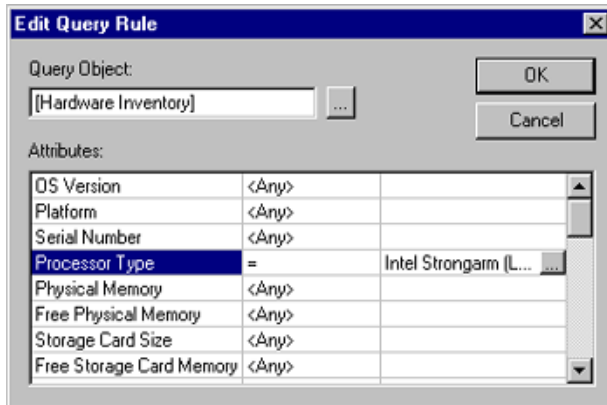 Edit Query Rule
Query Object:
OK
[Hardware Inventory]
...
Cancel
Attributes:
OS Version <Any>
Platform <Any>
Serial Number <Any>
Processor Type = Intel Strongarm (L... ...
Physical Memory <Any>
Free Physical Memory <Any>
Storage Card Size <Any>
Free Storage Card Memory <Any>